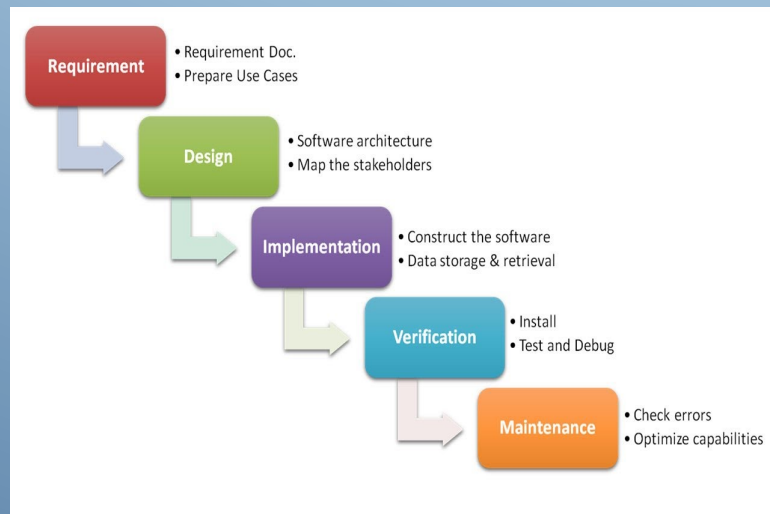 Requirement
• Requirement Doc.
• Prepare Use Cases
Design
• Software architecture
• Map the stakeholders
Implementation
• Construct the software
• Data storage & retrieval
Verification
• Install
• Test and Debug
Maintenance
• Check errors
• Optimize capabilities